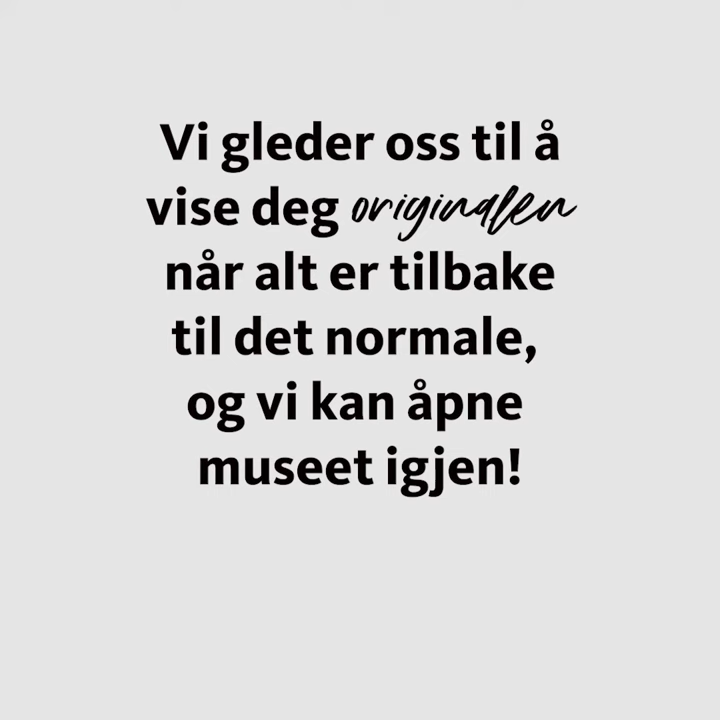 Vi gleder oss til å
vise deg originalen
når alt er tilbake
til det normale,
og vi kan åpne
museet igjen!